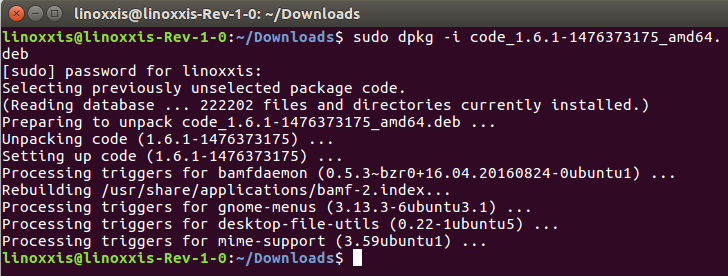 linoxxis@linoxxis-Rev-1-0: ~/Downloads
linoxxis@linoxxis-Rev-1-0:~/Downloads$ sudo dpkg -i code_1.6.1-1476373175_amd64.
deb
[sudo] password for linoxxis:
Selecting previously unselected package code.
(Reading database ... 222202 files and directories currently installed.)
Preparing to unpack code_1.6.1-1476373175_amd64.deb ...
Unpacking code (1.6.1-1476373175) ...
Setting up code (1.6.1-1476373175) ...
Processing triggers for bamfdaemon (0.5.3~bzr0+16.04.20160824-0ubuntu1) ...
Rebuilding /usr/share/applications/bamf-2.index...
Processing triggers for gnome-menus (3.13.3-6ubuntu3.1) ...
Processing triggers for desktop-file-utils (0.22-1ubuntu5) ...
Processing triggers for mime-support (3.59ubuntu1) ...
linoxxis@linoxxis-Rev-1-0:~/Downloads$